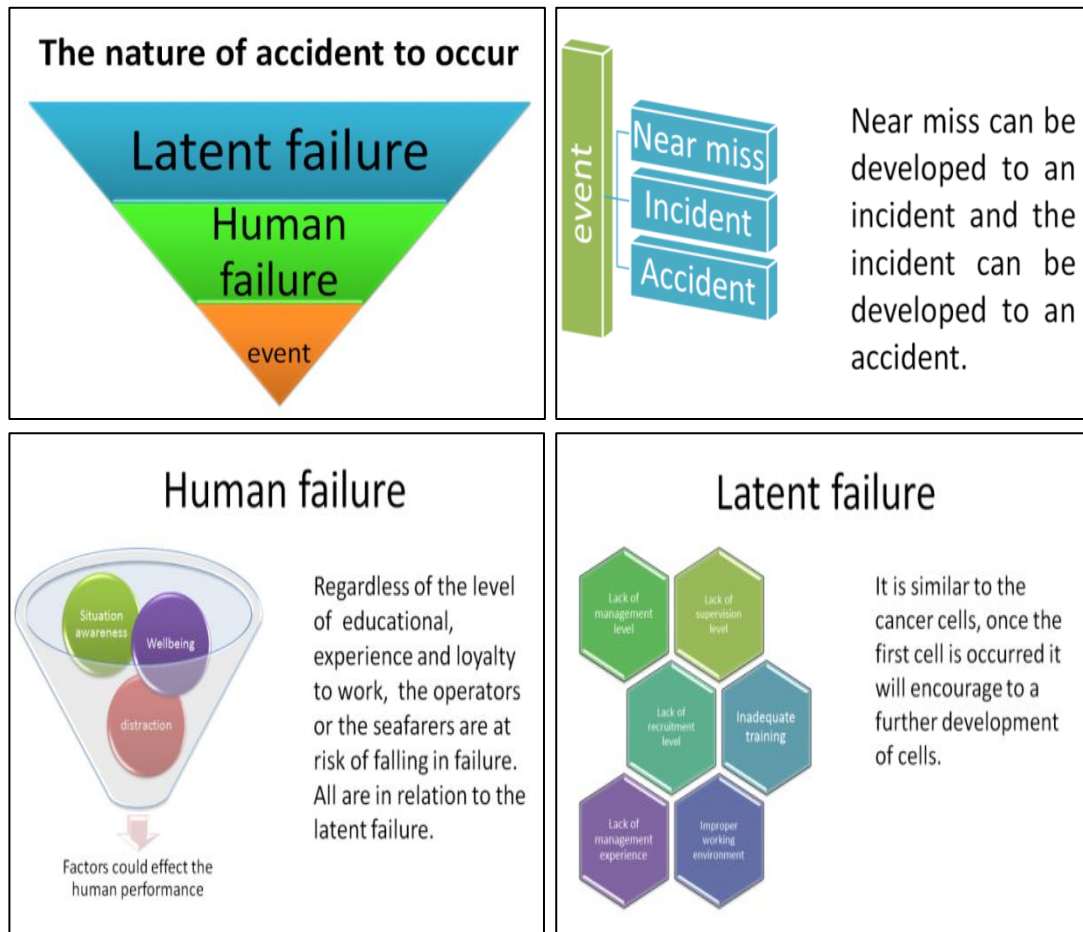 The nature of accident to occur
Latent failure
Human
failure
event
event
Near miss
Incident
Accident
Near miss can be
developed to an
incident and the
incident can be
developed to an
accident.
Human failure
Situation
awareness
Wellbeing
distraction
Factors could effect the
human performance
Regardless of the level
of educational,
experience and loyalty
to work, the operators
or the seafarers are at
risk of falling in failure.
All are in relation to the
latent failure.
Latent failure
Lack of
management
level
Lack of
supervision
level
Lack of
recruitment
level
Inadequate
training
Lack of
management
experience
Improper
working
environment
It is similar to the
cancer cells, once the
first cell is occurred it
will encourage to a
further development
of cells.